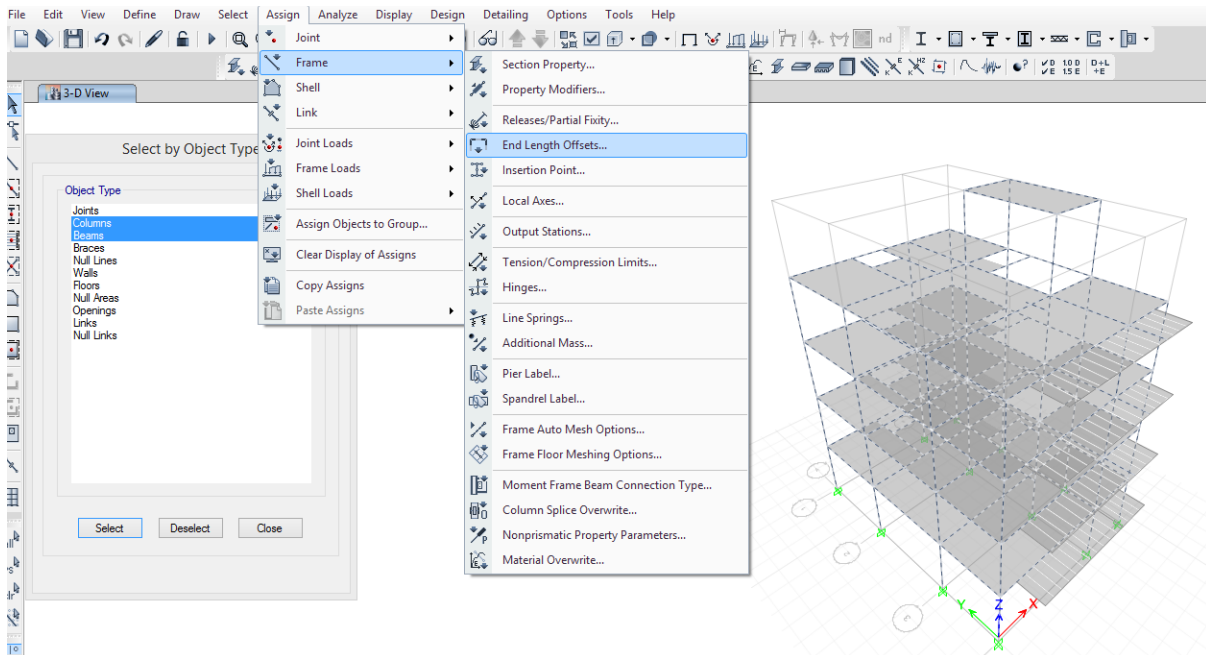 File Edit View Define Draw Select Assign Analyze Display Design Detailing Options Tools Help
nd
3-D View
Select by Object Type
Object Type
Joints
Columns
Beams
Braces
Null Lines
Walls
Floors
Null Areas
Openings
Links
Null Links
Select Deselect Close
Joint
Frame
Shell
Link
Joint Loads
Frame Loads
Shell Loads
Assign Objects to Group...
Clear Display of Assigns
Copy Assigns
Paste Assigns
Section Property...
Property Modifiers...
Releases/Partial Fixity...
End Length Offsets...
Insertion Point...
Local Axes...
Output Stations...
Tension/Compression Limits...
Hinges...
Line Springs...
Additional Mass...
Pier Label...
Spandrel Label...
Frame Auto Mesh Options...
Frame Floor Meshing Options...
Moment Frame Beam Connection Type...
Column Splice Overwrite...
Nonprismatic Property Parameters...
Material Overwrite...
Y Z X